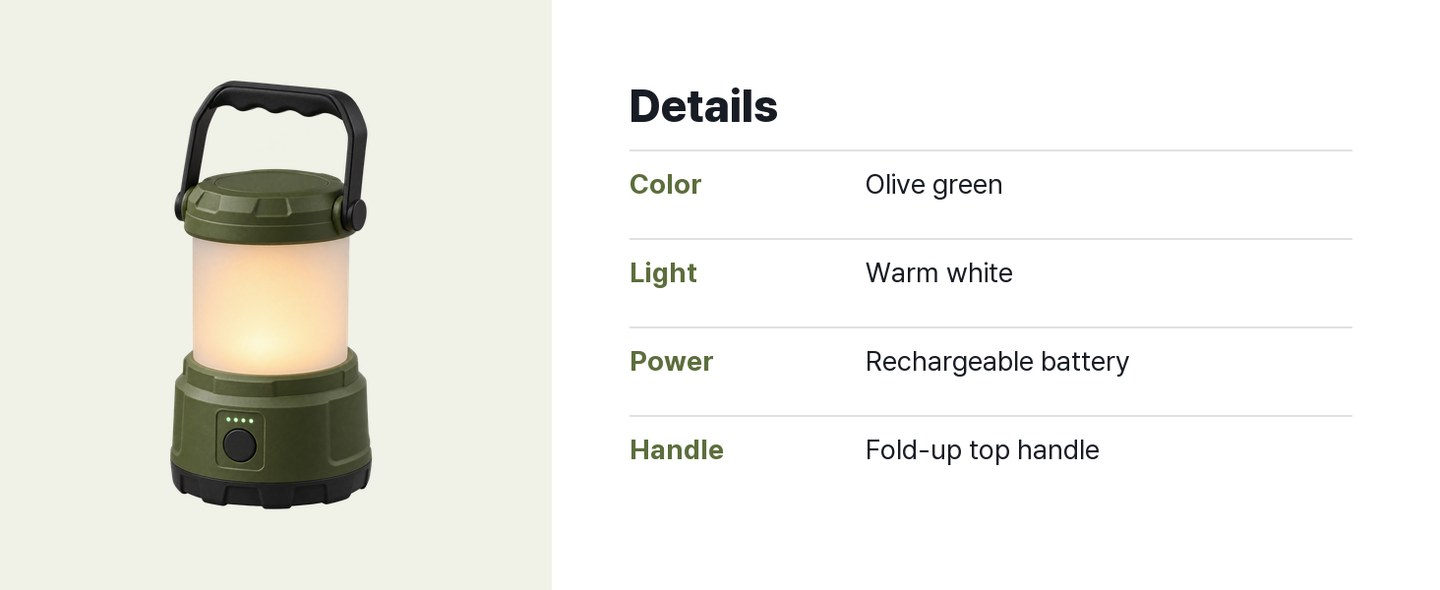 Details
Color Olive green
Light Warm white
Power Rechargeable battery
Handle Fold-up top handle